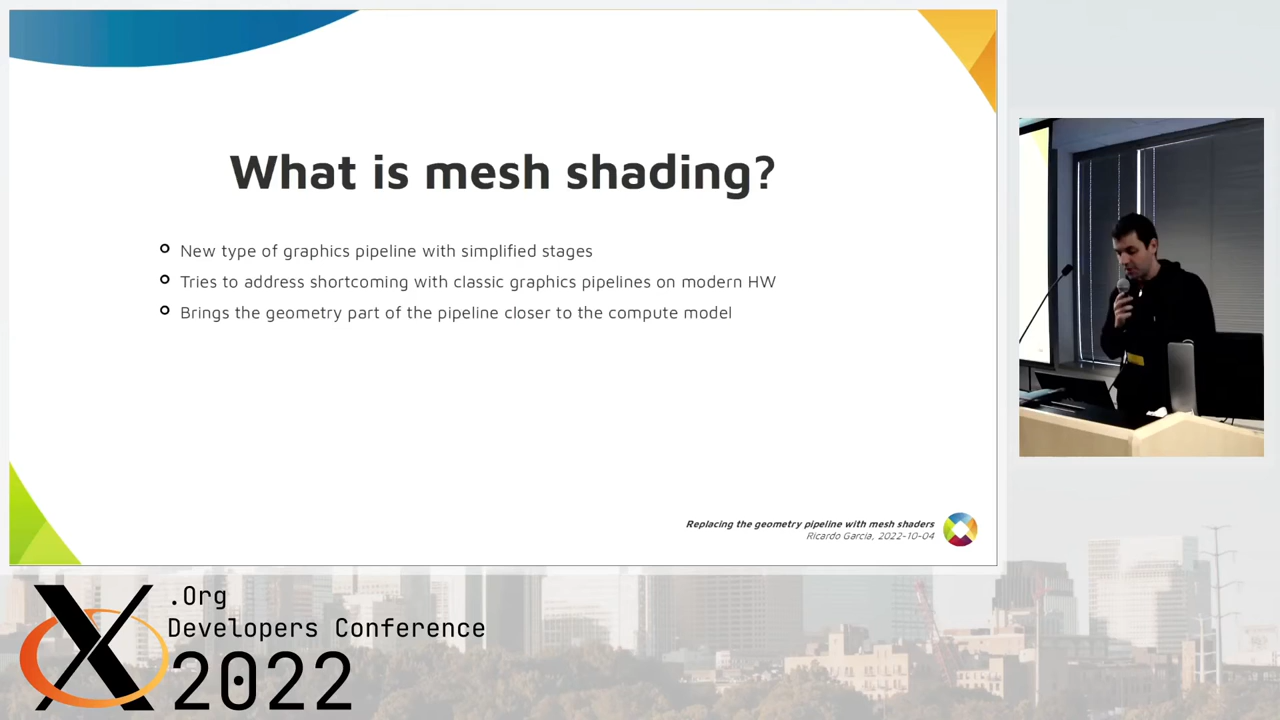 What is mesh shading?
New type of graphics pipeline with simplified stages
Tries to address shortcoming with classic graphics pipelines on modern HW
Brings the geometry part of the pipeline closer to the compute model
Replacing the geometry pipeline with mesh shaders
Ricardo Garcia, 2022-10-04
X.Org
Developers Conference
2022